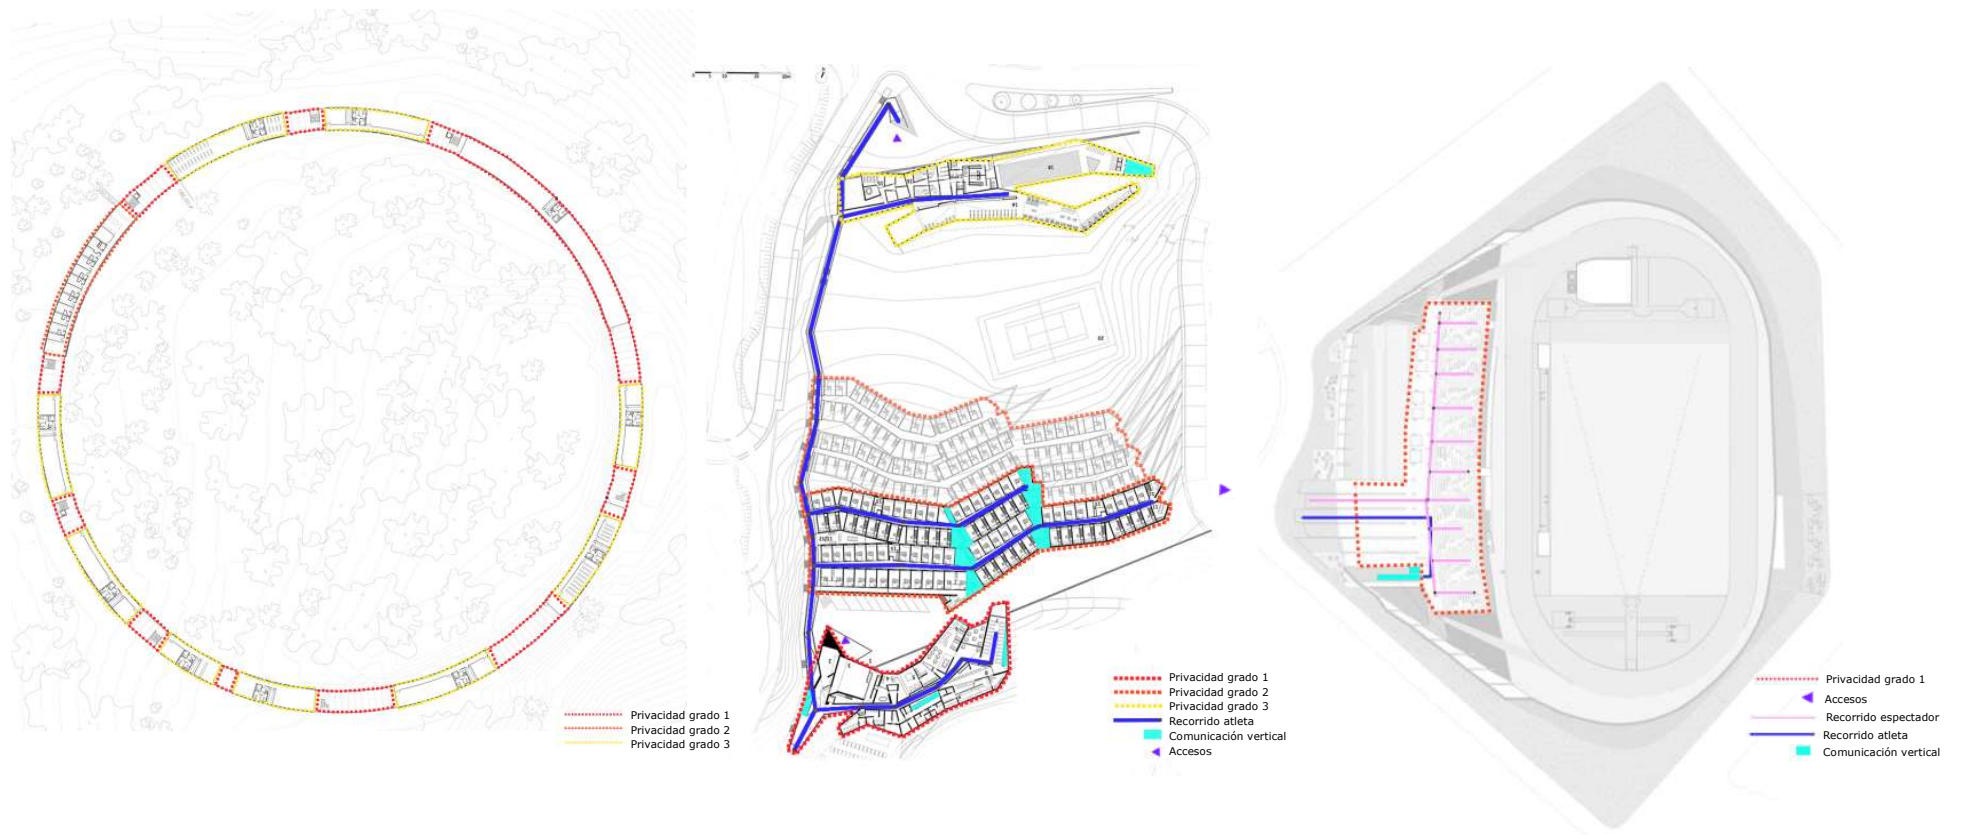 Privacidad grado 1
Privacidad grado 2
Privacidad grado 3
Privacidad grado 1
Privacidad grado 2
Privacidad grado 3
Recorrido atleta
Comunicación vertical
Accesos
Privacidad grado 1
Accesos
Recorrido espectador
Recorrido atleta
Comunicación vertical